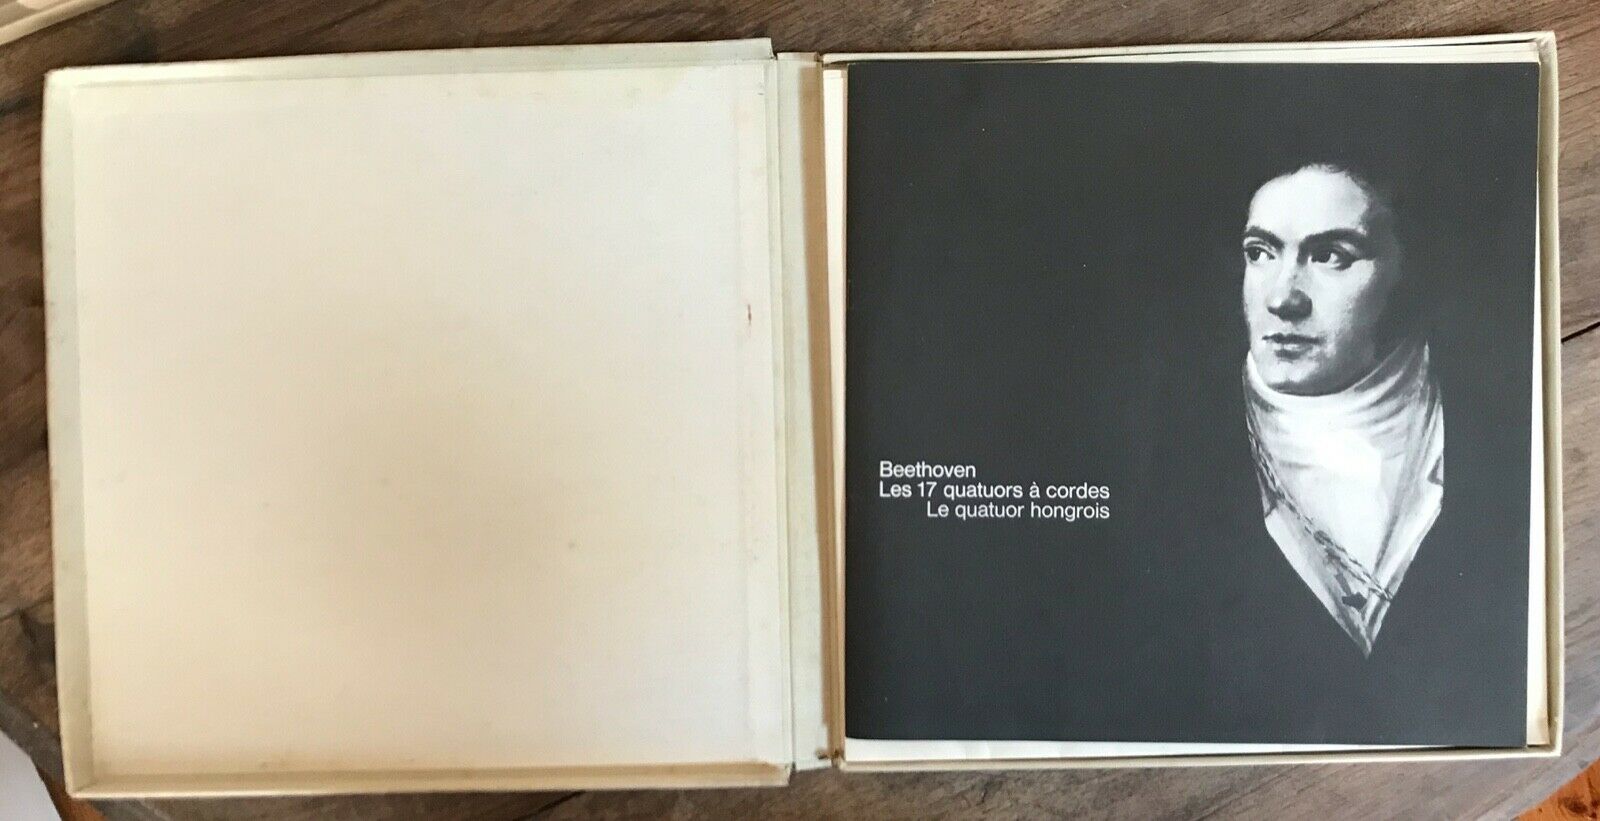 Beethoven
Les 17 quatuors à cordes
Le quatuor hongrois